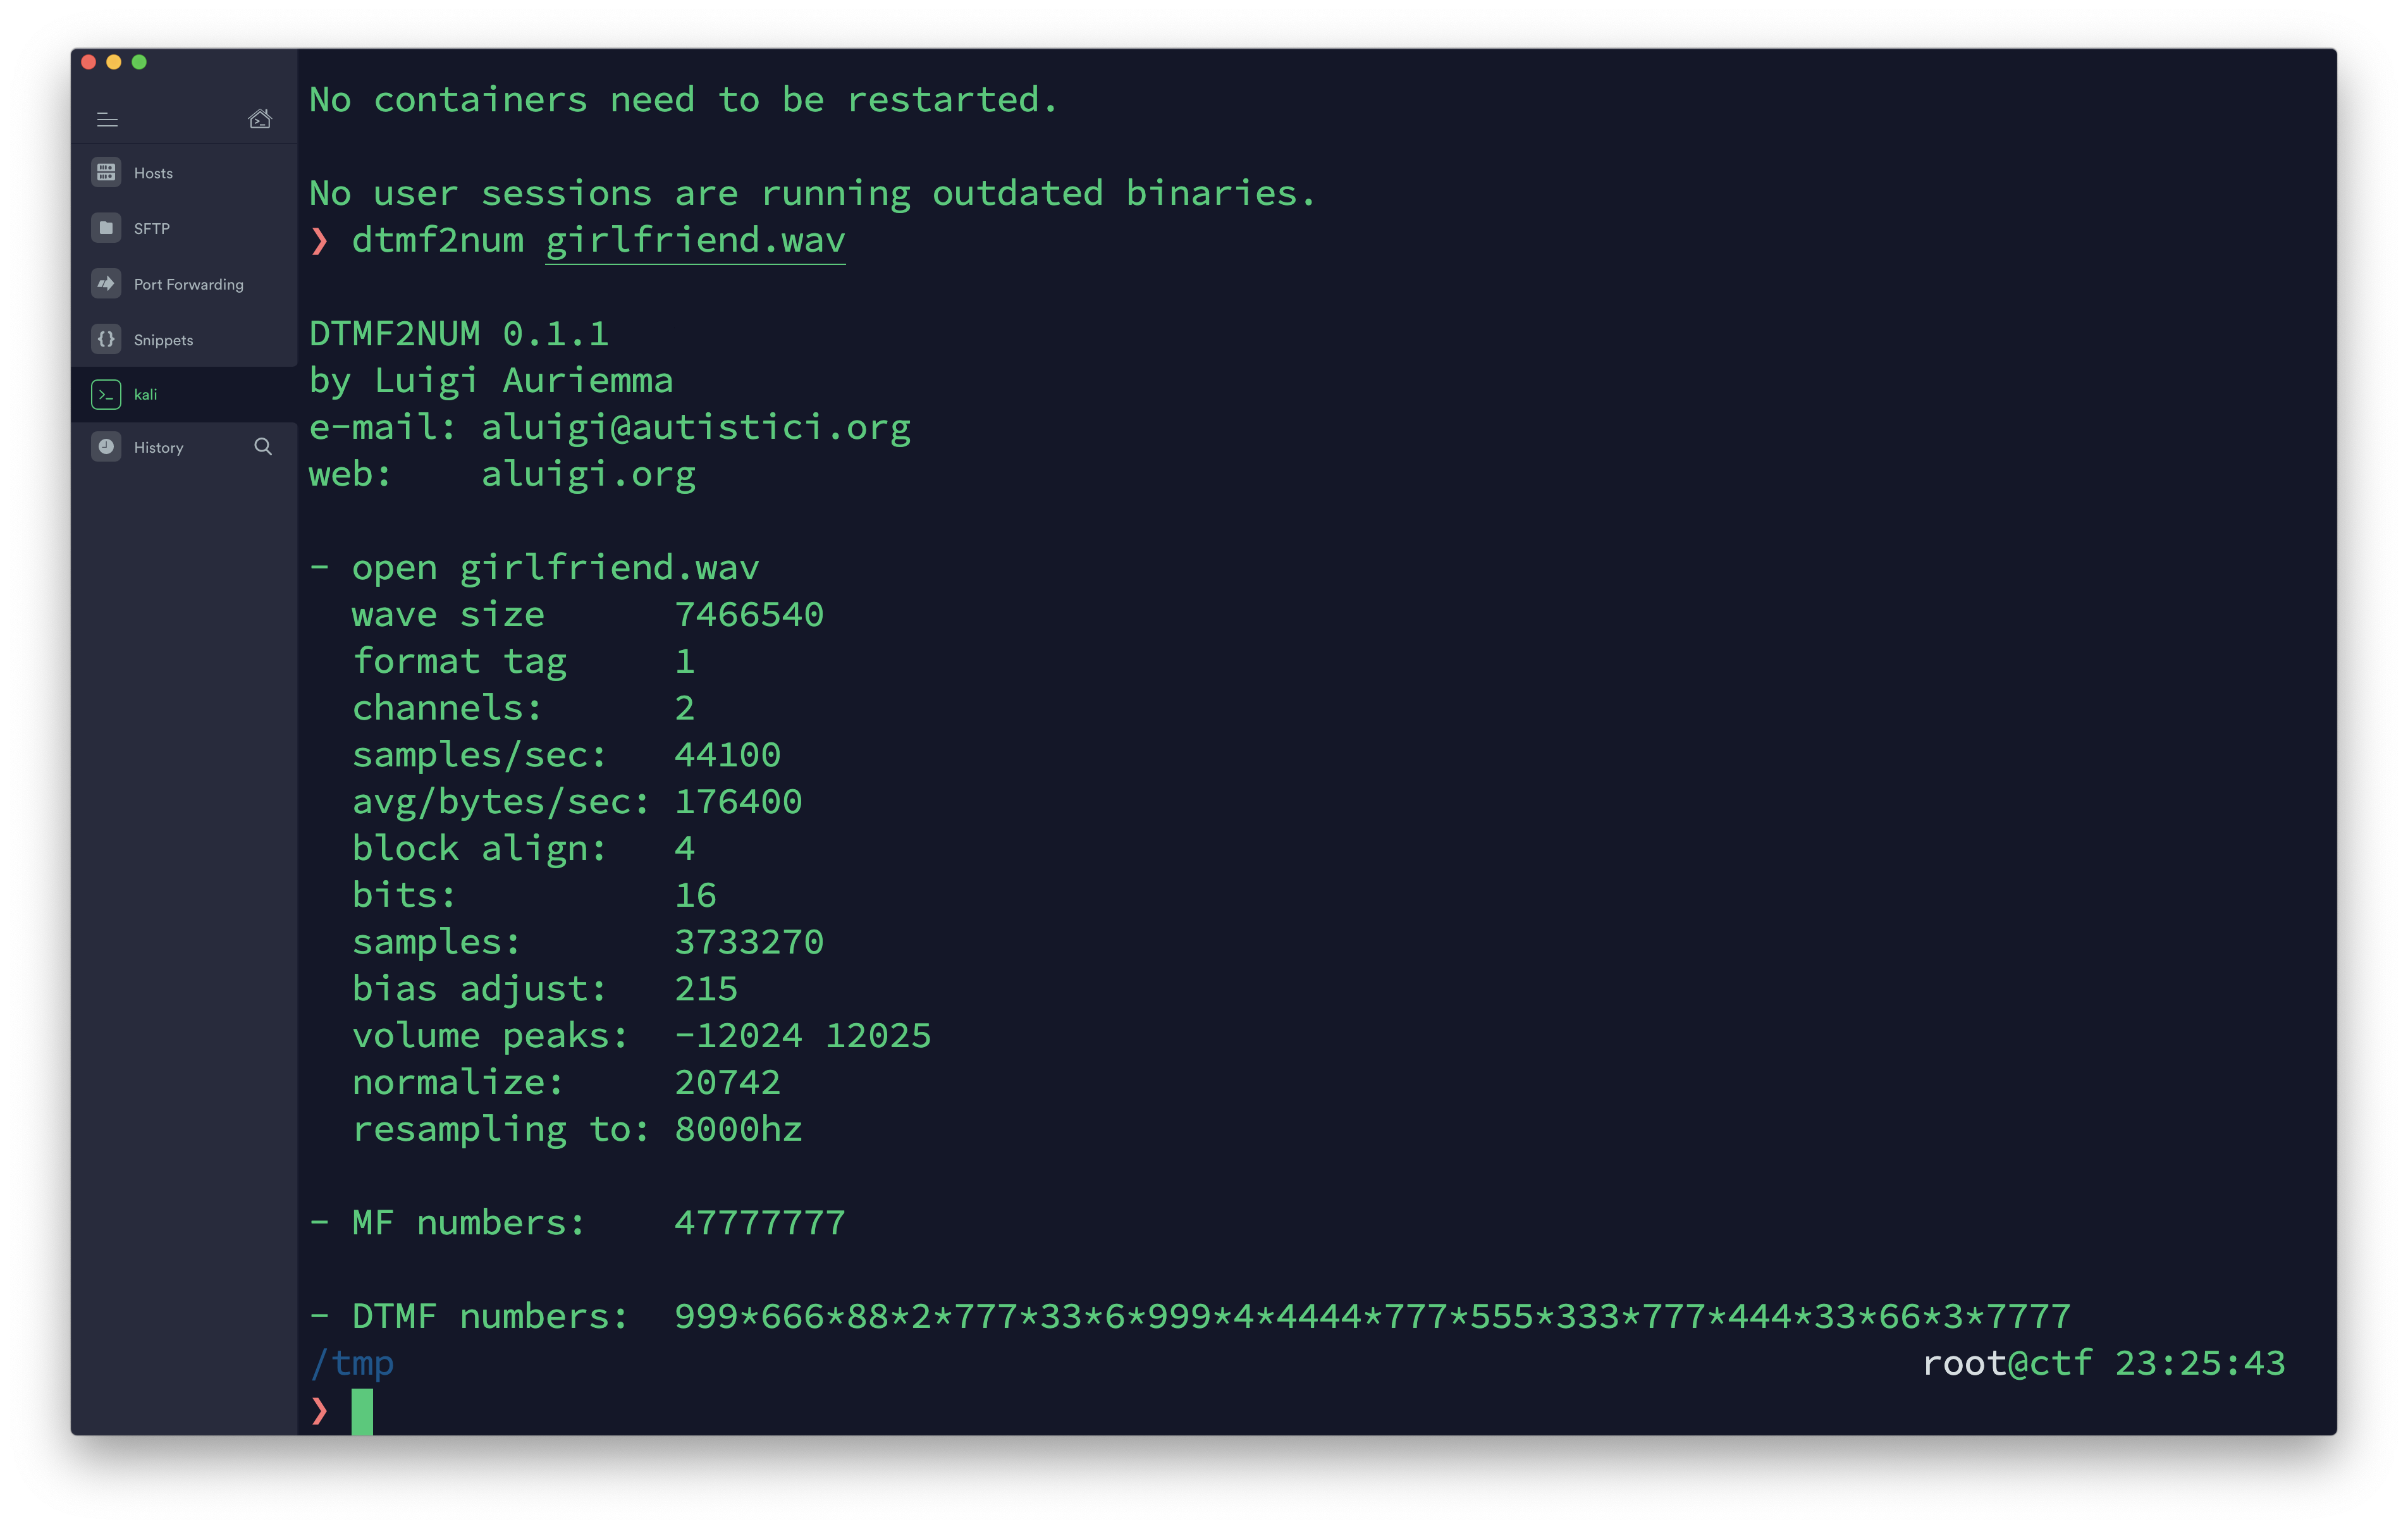 Hosts
SFTP
Port Forwarding
Snippets
kali
History
No containers need to be restarted.
No user sessions are running outdated binaries.
❯ dtmf2num girlfriend.wav
DTMF2NUM 0.1.1
by Luigi Auriemma
e-mail: aluigi@autistici.org
web:    aluigi.org
- open girlfriend.wav
  wave size      7466540
  format tag     1
  channels:      2
  samples/sec:   44100
  avg/bytes/sec: 176400
  block align:   4
  bits:          16
  samples:       3733270
  bias adjust:   215
  volume peaks:  -12024 12025
  normalize:     20742
  resampling to: 8000hz
- MF numbers:    47777777
- DTMF numbers:  999*666*88*2*777*33*6*999*4*4444*777*555*333*777*444*33*66*3*7777
/tmp root@ctf 23:25:43
❯